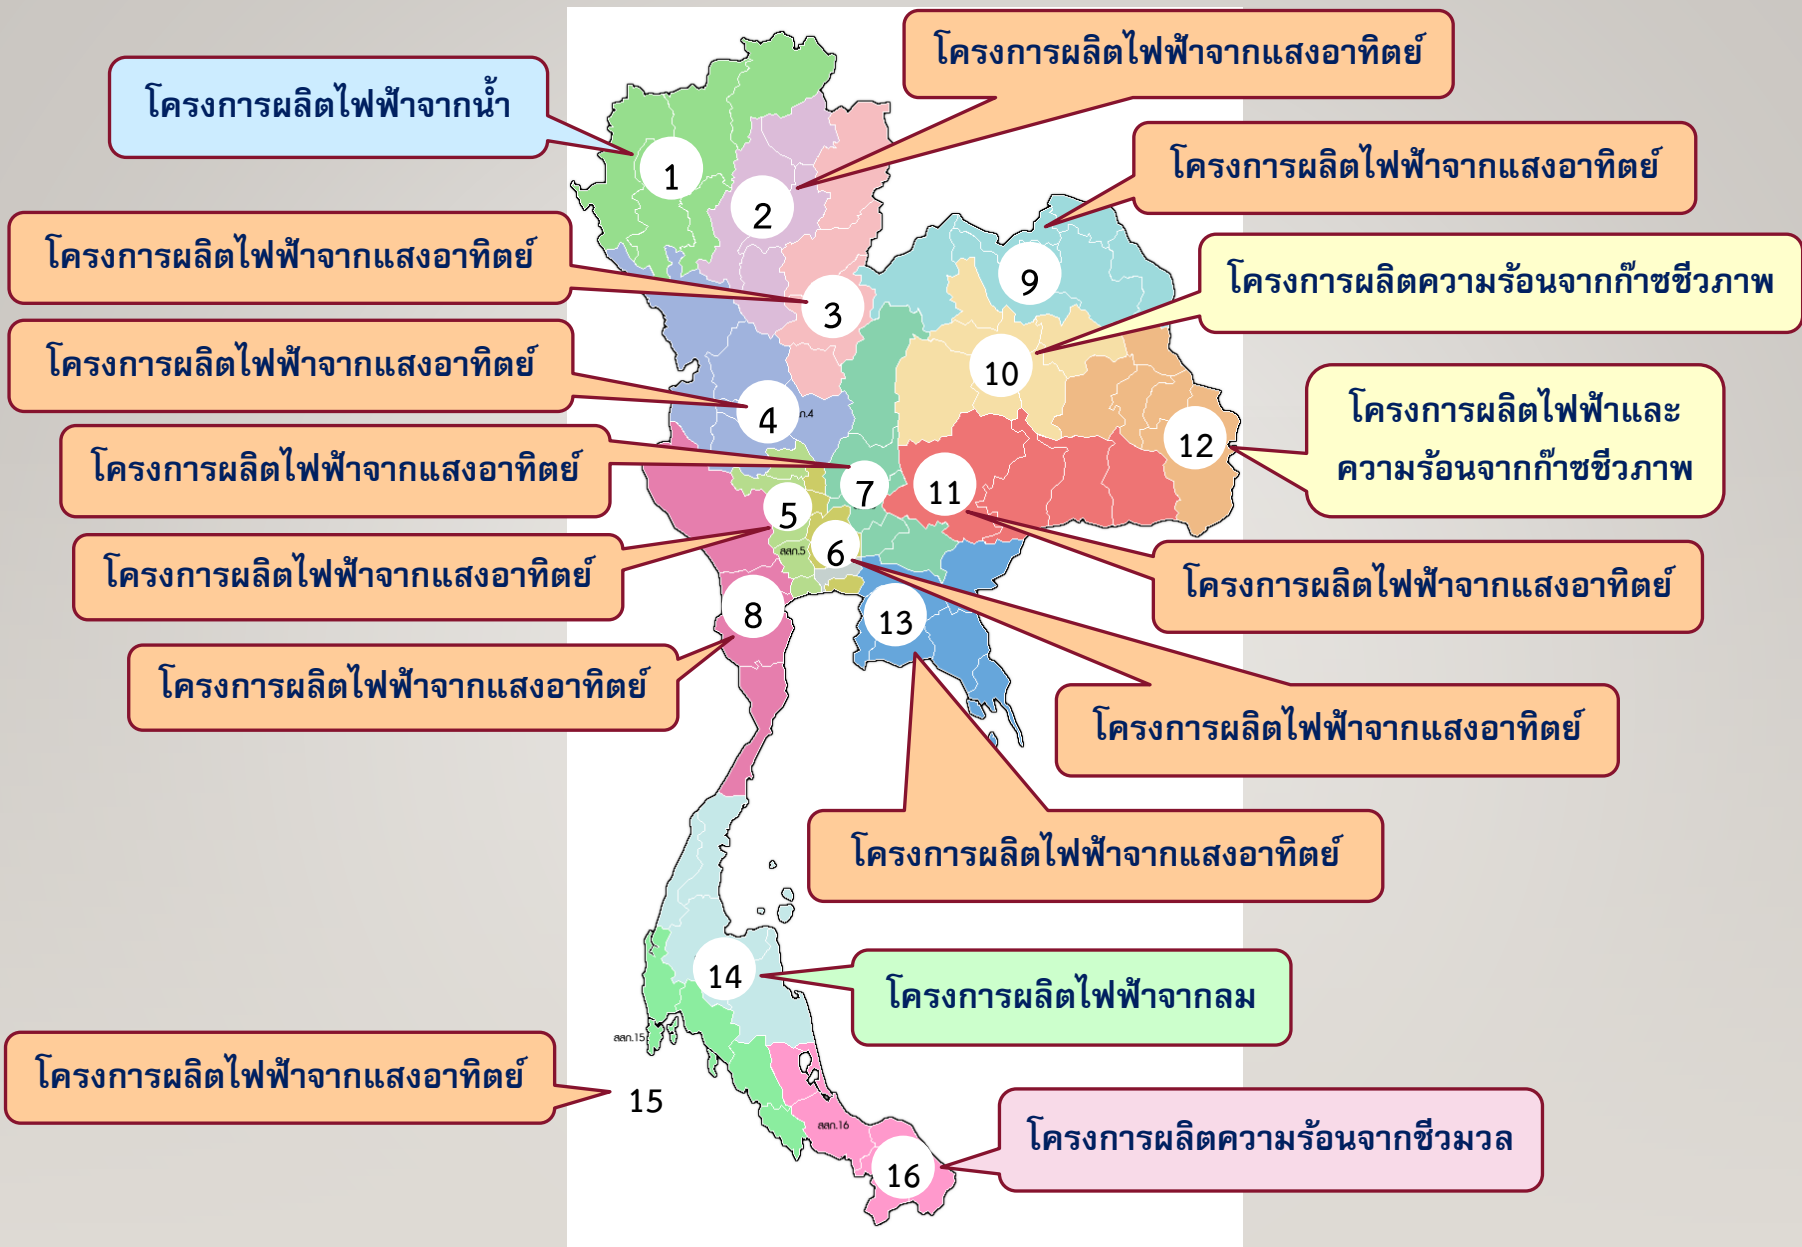 โครงการผลิตไฟฟ้าจากแสงอาทิตย์
โครงการผลิตไฟฟ้าจากน้ำ
โครงการผลิตไฟฟ้าจากแสงอาทิตย์
1
2
โครงการผลิตไฟฟ้าจากแสงอาทิตย์
9
โครงการผลิตความร้อนจากก๊าซชีวภาพ
3
โครงการผลิตไฟฟ้าจากแสงอาทิตย์
10
4
ก.4
โครงการผลิตไฟฟ้าและ
ความร้อนจากก๊าซชีวภาพ
12
โครงการผลิตไฟฟ้าจากแสงอาทิตย์
7
11
5
สสภ.5
6
โครงการผลิตไฟฟ้าจากแสงอาทิตย์
โครงการผลิตไฟฟ้าจากแสงอาทิตย์
8
13
โครงการผลิตไฟฟ้าจากแสงอาทิตย์
โครงการผลิตไฟฟ้าจากแสงอาทิตย์
โครงการผลิตไฟฟ้าจากแสงอาทิตย์
14
โครงการผลิตไฟฟ้าจากลม
สสภ.15
โครงการผลิตไฟฟ้าจากแสงอาทิตย์
15
สสภ.16
โครงการผลิตความร้อนจากชีวมวล
16